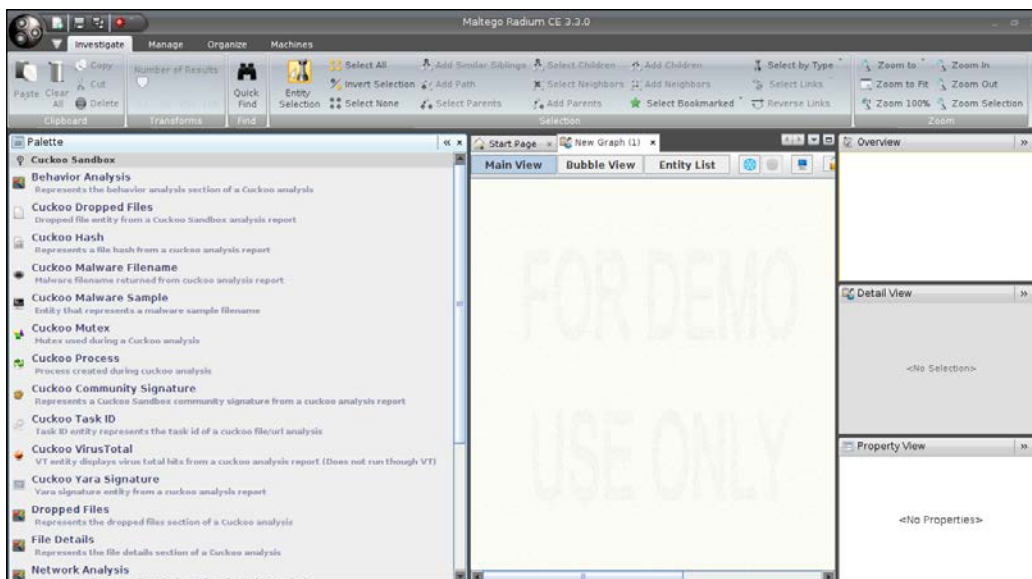 Maltego Radium CE 3.3.0
Investigate Manage Organize Machines
Copy Number of Results Select All Add Similar Siblings Select Children Add Children Select by Type Zoom to Zoom In
Paste Clear All Cut Quick Find Entity Selection Invert Selection Add Path Select Neighbors Add Neighbors Select Links Zoom to Fit Zoom Out
Delete Select None Select Parents Add Parents Select Bookmarked Reverse Links Zoom 100% Zoom Selection
Clipboard Transforms Find Selection Zoom
Palette
Start Page New Graph (1)
Overview
Cuckoo Sandbox
Main View Bubble View Entity List
Behavior Analysis
Represents the behavior analysis section of a Cuckoo analysis
Cuckoo Dropped Files
Dropped file entity from a Cuckoo Sandbox analysis report
Cuckoo Hash
Represents a file hash from a cuckoo analysis report
Cuckoo Malware Filename
Malware filename returned from cuckoo analysis report
Cuckoo Malware Sample
Entity that represents a malware sample filename
Cuckoo Mutex
Mutex used during a Cuckoo analysis
Cuckoo Process
Process created during cuckoo analysis
Cuckoo Community Signature
Represents a Cuckoo Sandbox community signature from a cuckoo analysis report
Cuckoo Task ID
Task ID entity represents the task id of a cuckoo file/url analysis
Cuckoo VirusTotal
VT entity displays virus total hits from a cuckoo analysis report (Does not run though VT)
Cuckoo Yara Signature
Yara signature entity from a cuckoo analysis report
Dropped Files
Represents the dropped files section of a Cuckoo analysis
File Details
Represents the file details section of a Cuckoo analysis
Network Analysis
FOR DEMO
USE ONLY
Detail View
<No Selection>
Property View
<No Properties>